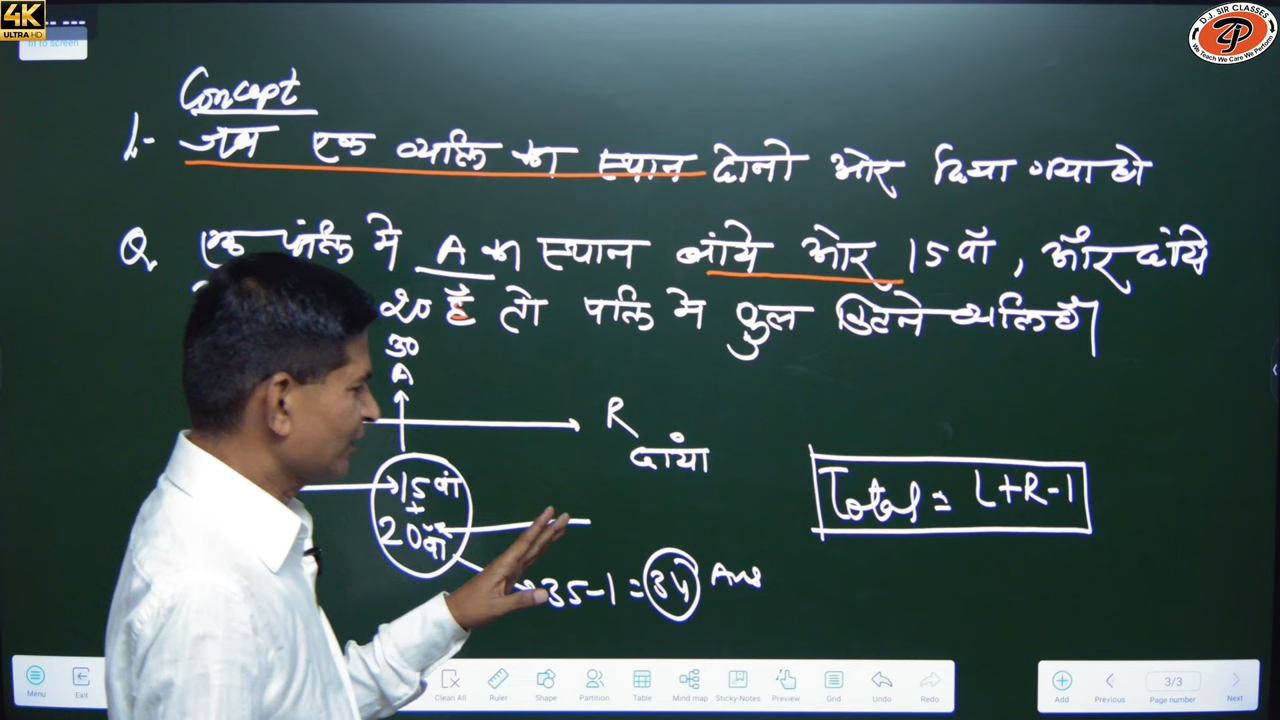 4K
ULTRA HD
fit to screen
D.J. SIR CLASSES
We Teach We Care We Perform
Concept
1- जब एक व्यक्ति का स्थान दोनो ओर दिया गया हो
Q. एक पंक्ति मे A का स्थान बांये ओर 15वाॅं, और दांये
20 है तो पंक्ति मे कुल कितने व्यक्ति है।
30
A
R
दांया
15वां
+
20वां
35-1=34 Ans
Total = L+R-1
Menu
Exit
Clean All
Ruler
Shape
Partition
Table
Mind map
Sticky-Notes
Preview
Grid
Undo
Redo
Add
Previous
3/3
Page number
Next